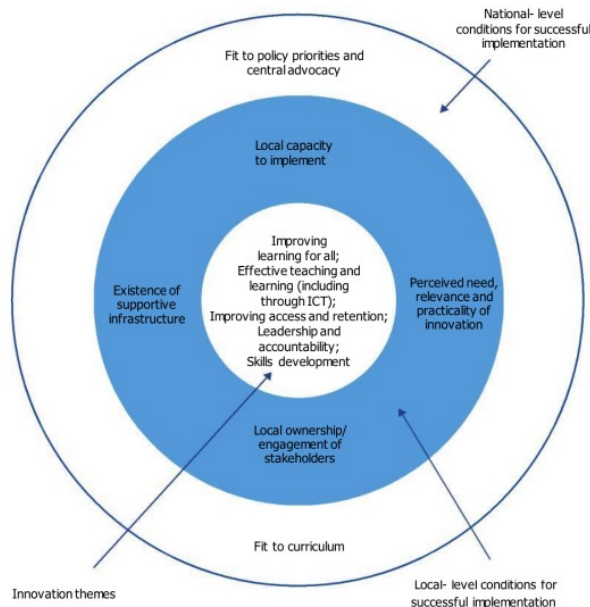 National- level
conditions for successful
implementation
Fit to policy priorities and
central advocacy
Local capacity
to implement
Improving
learning for all;
Effective teaching and
learning (including
through ICT);
Improving access and retention;
Leadership and
accountability;
Skills development
Existence of
supportive
infrastructure
Perceived need,
relevance and
practicality of
innovation
Local ownership/
engagement of
stakeholders
Fit to curriculum
Innovation themes
Local- level conditions for
successful implementation